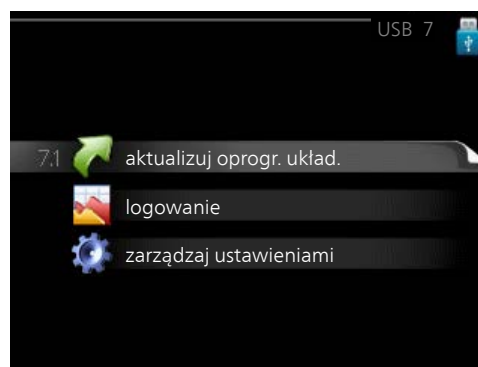 USB 7
7.1 aktualizuj oprogr. układ.
logowanie
zarządzaj ustawieniami